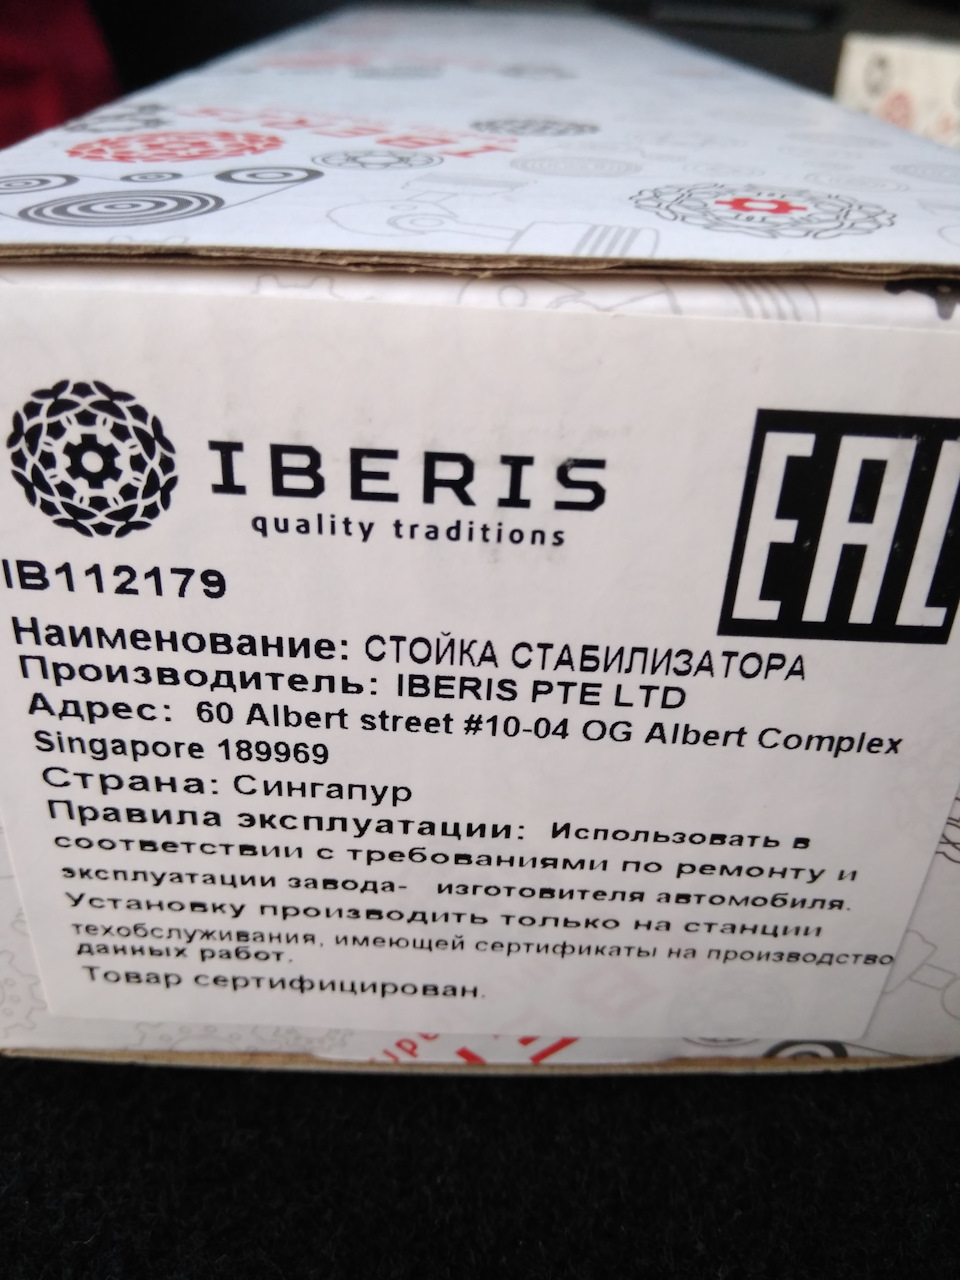 IBERIS
IBERIS
quality traditions
EAC
IB112179
Наименование: СТОЙКА СТАБИЛИЗАТОРА
Производитель: IBERIS PTE LTD
Адрес: 60 Albert street #10-04 OG Albert Complex
Singapore 189969
Страна: Сингапур
Правила эксплуатации: Использовать в
соответствии с требованиями по ремонту и
эксплуатации завода- изготовителя автомобиля.
Установку производить только на станции
техобслуживания, имеющей сертификаты на производство
данных работ.
Товар сертифицирован.